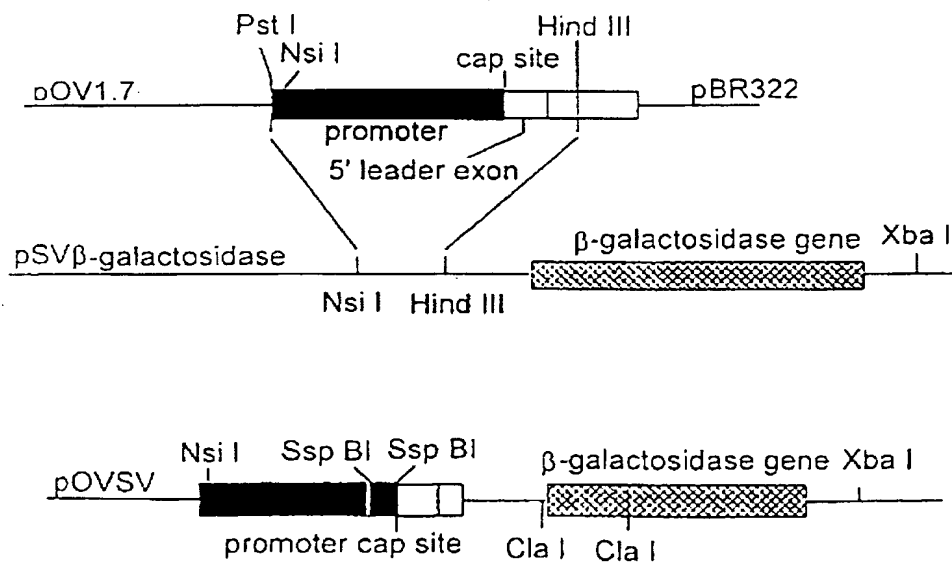 Pst I
Hind III
Nsi I
cap site
pOV1.7
pBR322
promoter
5' leader exon
pSVβ-galactosidase
β-galactosidase gene
Xba I
Nsi I
Hind III
Nsi I
Ssp BI
Ssp BI
β-galactosidase gene
Xba I
pOVSV
promoter cap site
Cla I
Cla I